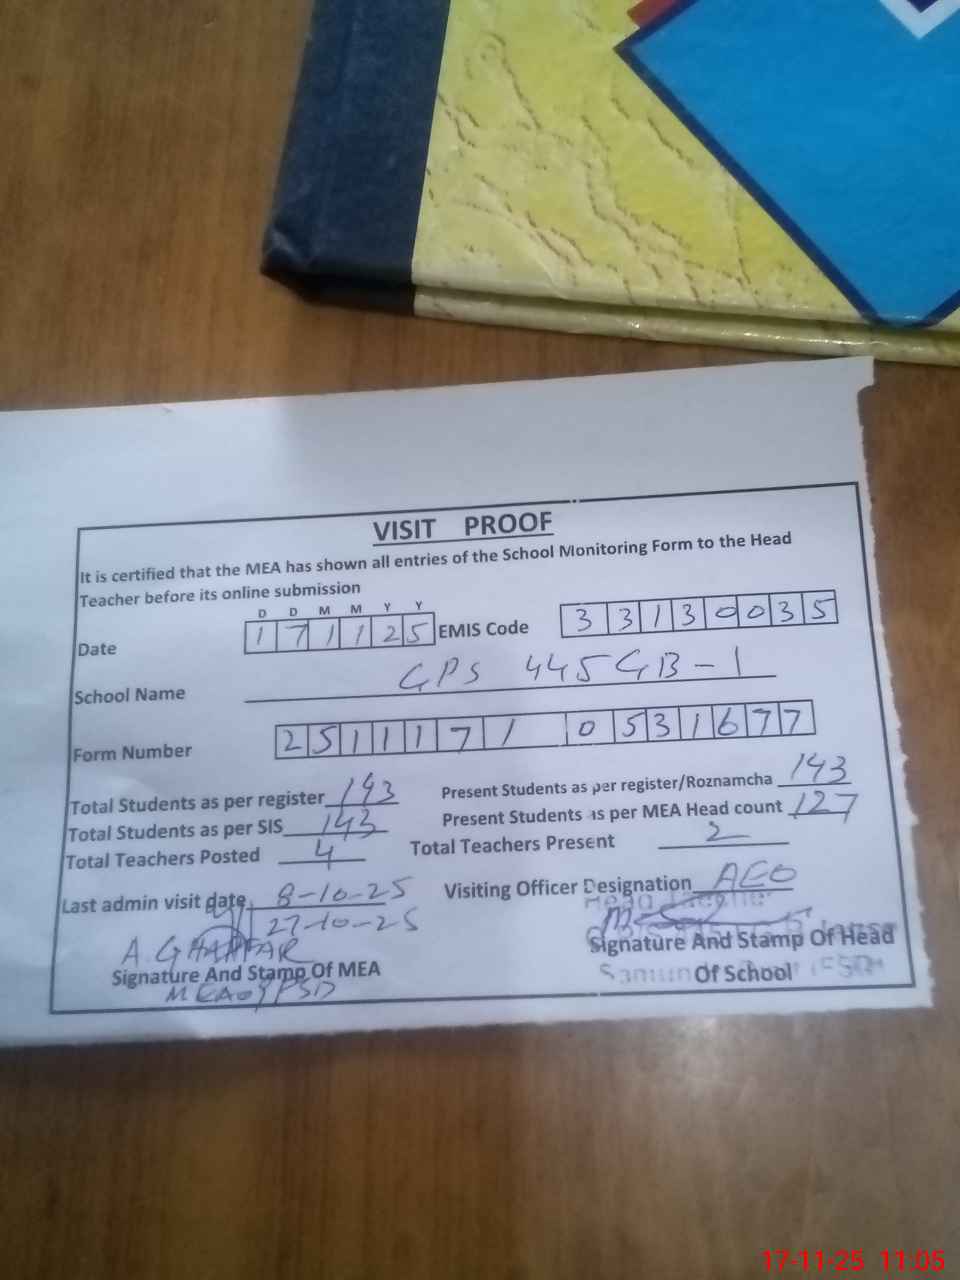 VISIT PROOF
It is certified that the MEA has shown all entries of the School Monitoring Form to the Head
Teacher before its online submission
D D M M Y Y
Date 1 7 1 1 2 5 EMIS Code 3 3 1 3 0 0 3 5
School Name GPS 445GB-1
Form Number 2 5 1 1 1 7 1 0 5 3 1 6 7 7
Total Students as per register 143 Present Students as per register/Roznamcha 143
Total Students as per SIS 143 Present Students as per MEA Head count 127
Total Teachers Posted 4 Total Teachers Present 2
Last admin visit date 8-10-25 Visiting Officer Designation AEO
27-10-25
Head Teacher
A. GHAFFAR
Signature And Stamp Of MEA Signature And Stamp Of Head
Of School
17-11-25 11:05